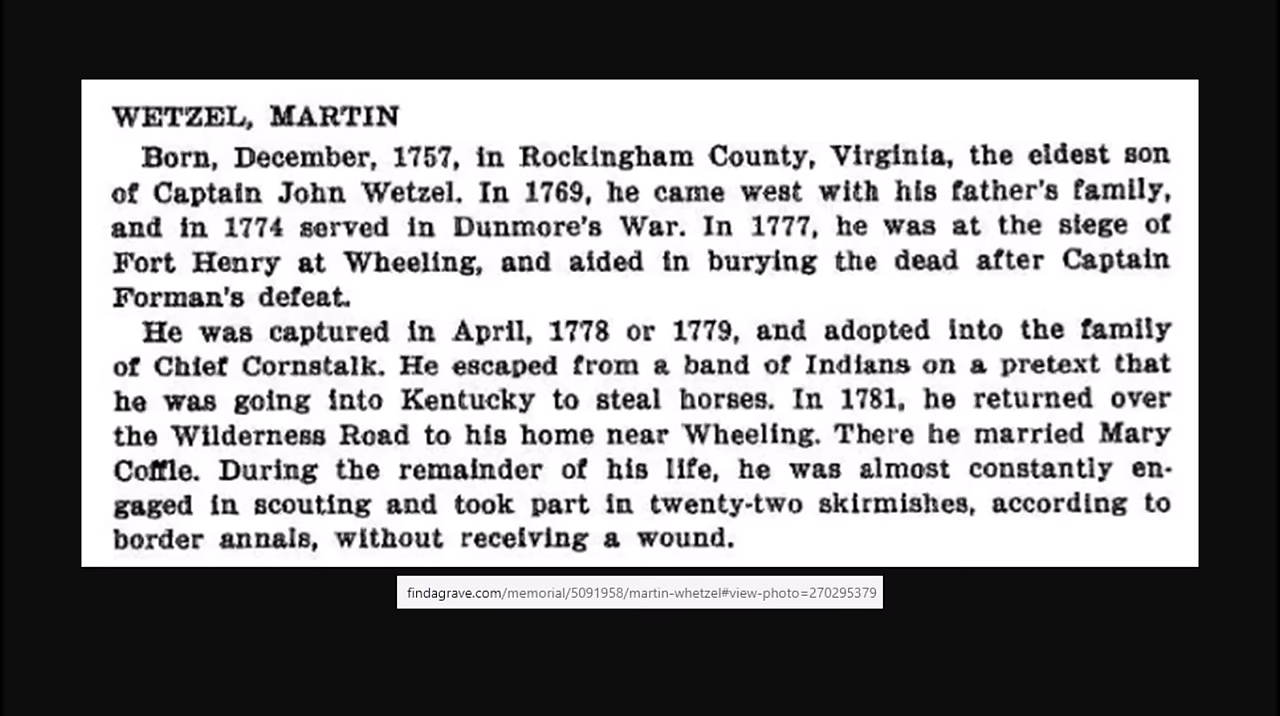 WETZEL, MARTIN
Born, December, 1757, in Rockingham County, Virginia, the eldest son
of Captain John Wetzel. In 1769, he came west with his father's family,
and in 1774 served in Dunmore's War. In 1777, he was at the siege of
Fort Henry at Wheeling, and aided in burying the dead after Captain
Forman's defeat.
He was captured in April, 1778 or 1779, and adopted into the family
of Chief Cornstalk. He escaped from a band of Indians on a pretext that
he was going into Kentucky to steal horses. In 1781, he returned over
the Wilderness Road to his home near Wheeling. There he married Mary
Coffle. During the remainder of his life, he was almost constantly en-
gaged in scouting and took part in twenty-two skirmishes, according to
border annals, without receiving a wound.
findagrave.com/memorial/5091958/martin-whetzel#view-photo=270295379